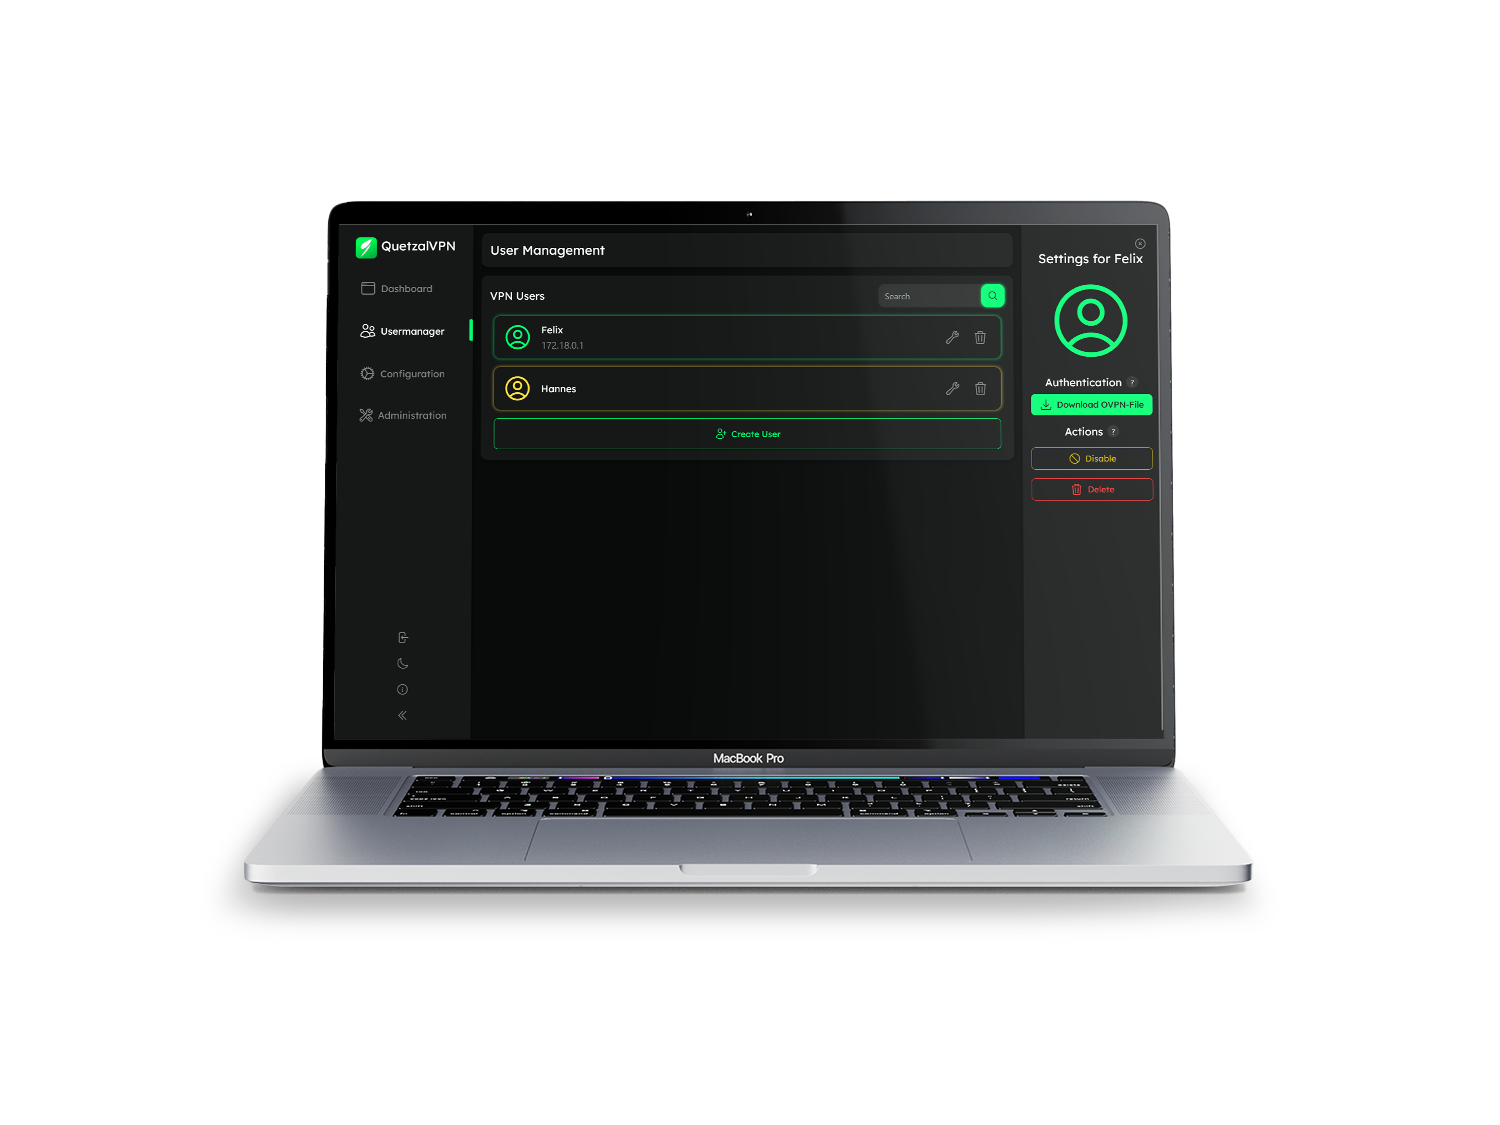 QuetzalVPN
Dashboard
Usermanager
Configuration
Administration
User Management
VPN Users
Search
Felix
172.18.0.1
Hannes
Create User
Settings for Felix
Authentication ?
Download OVPN-File
Actions ?
Disable
Delete
MacBook Pro